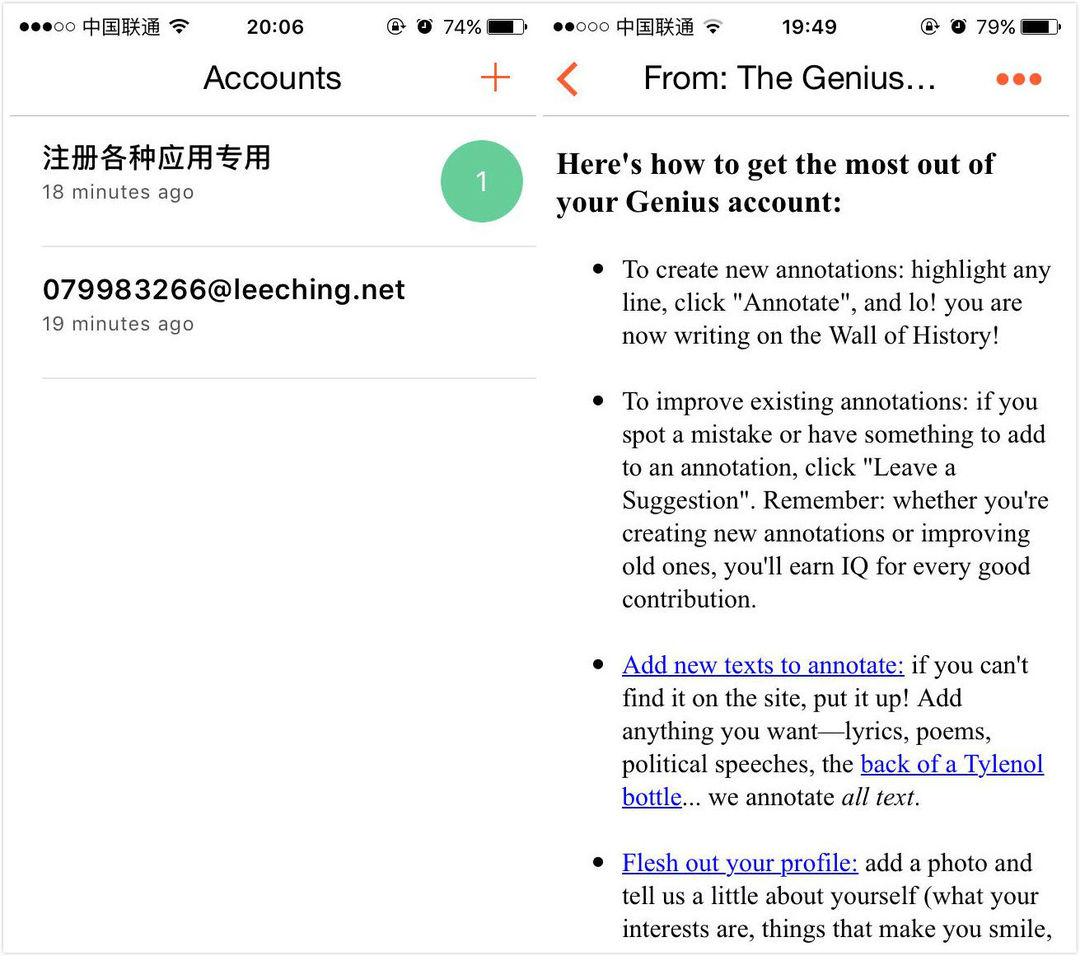 中国联通 20:06 74%
Accounts
注册各种应用专用
18 minutes ago
1
079983266@leeching.net
19 minutes ago
中国联通 19:49 79%
From: The Genius...
Here's how to get the most out of
your Genius account:
To create new annotations: highlight any
line, click "Annotate", and lo! you are
now writing on the Wall of History!
To improve existing annotations: if you
spot a mistake or have something to add
to an annotation, click "Leave a
Suggestion". Remember: whether you're
creating new annotations or improving
old ones, you'll earn IQ for every good
contribution.
Add new texts to annotate: if you can't
find it on the site, put it up! Add
anything you want—lyrics, poems,
political speeches, the back of a Tylenol
bottle... we annotate all text.
Flesh out your profile: add a photo and
tell us a little about yourself (what your
interests are, things that make you smile,